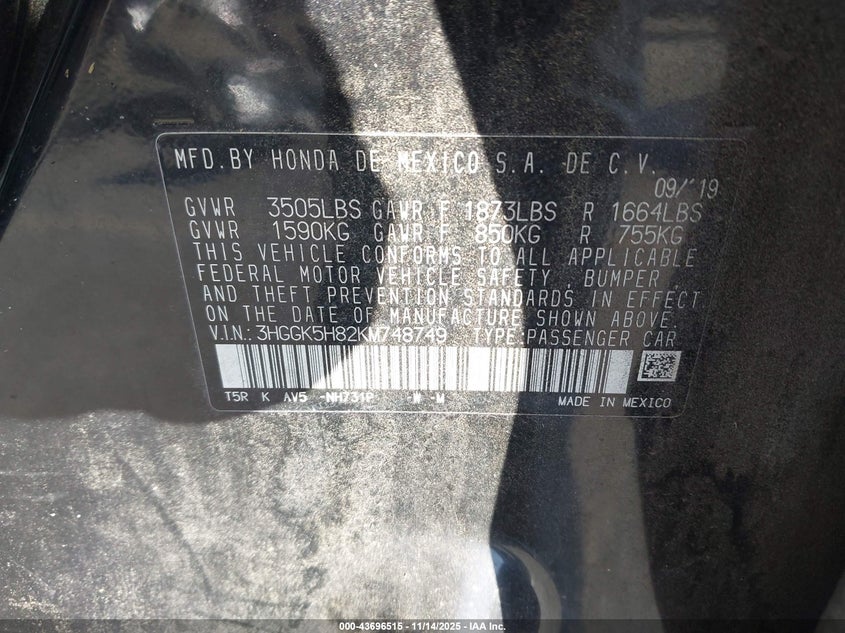 MFD. BY HONDA DE MEXICO S.A. DE C.V.
09/'19
GVWR 3505LBS GAWR F 1873LBS R 1664LBS
GVWR 1590KG GAWR F 850KG R 755KG
THIS VEHICLE CONFORMS TO ALL APPLICABLE
FEDERAL MOTOR VEHICLE SAFETY, BUMPER,
AND THEFT PREVENTION STANDARDS IN EFFECT
ON THE DATE OF MANUFACTURE SHOWN ABOVE.
V.I.N.: 3HGGK5H82KM748749 TYPE:PASSENGER CAR
T5R K AV5 -NH731P -W -M MADE IN MEXICO
000-43696515 | 11/14/2025 - IAA Inc.